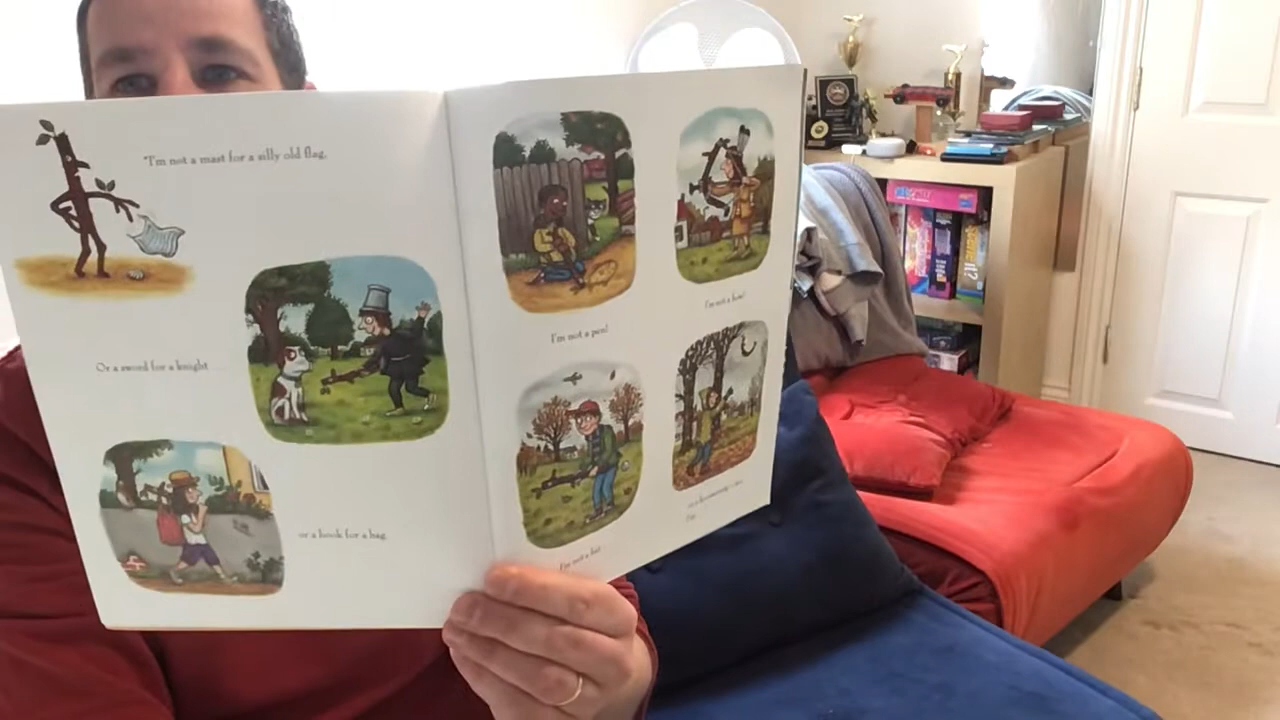 "I'm not a mast for a silly old flag,
Or a sword for a knight
or a hook for a bag.
I'm not a pen!
I'm not a bow!
I'm not a bat